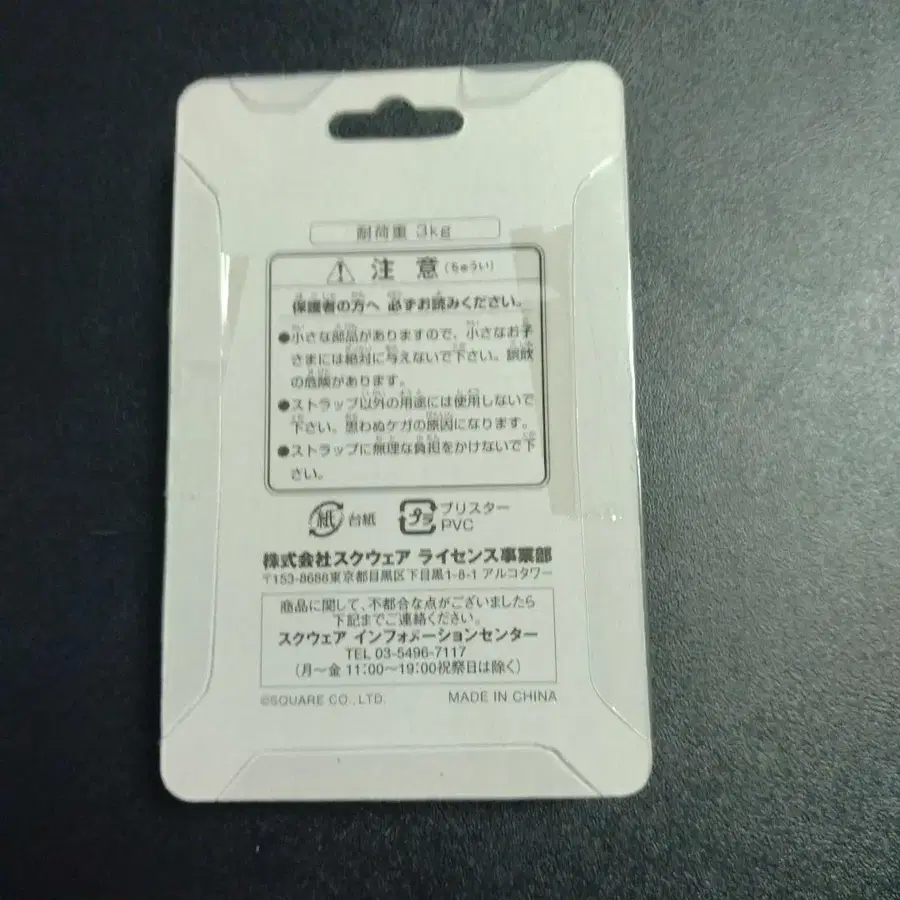 耐荷重 3kg
注意(ちゅうい)
保護者の方へ 必ずお読みください。
●小さな部品がありますので、小さなお子
さまには絶対に与えないで下さい。誤飲
の危険があります。
●ストラップ以外の用途には使用しないで
下さい。思わぬケガの原因になります。
●ストラップに無理な負担をかけないで下
さい。
紙 台紙 プラ ブリスター
PVC
株式会社スクウェア ライセンス事業部
〒153-8688東京都目黒区下目黒1-8-1 アルコタワー
商品に関して、不都合な点がございましたら
下記までご連絡ください。
スクウェア インフォメーションセンター
TEL 03-5496-7117
(月〜金 11:00〜19:00祝祭日は除く)
©SQUARE CO., LTD. MADE IN CHINA